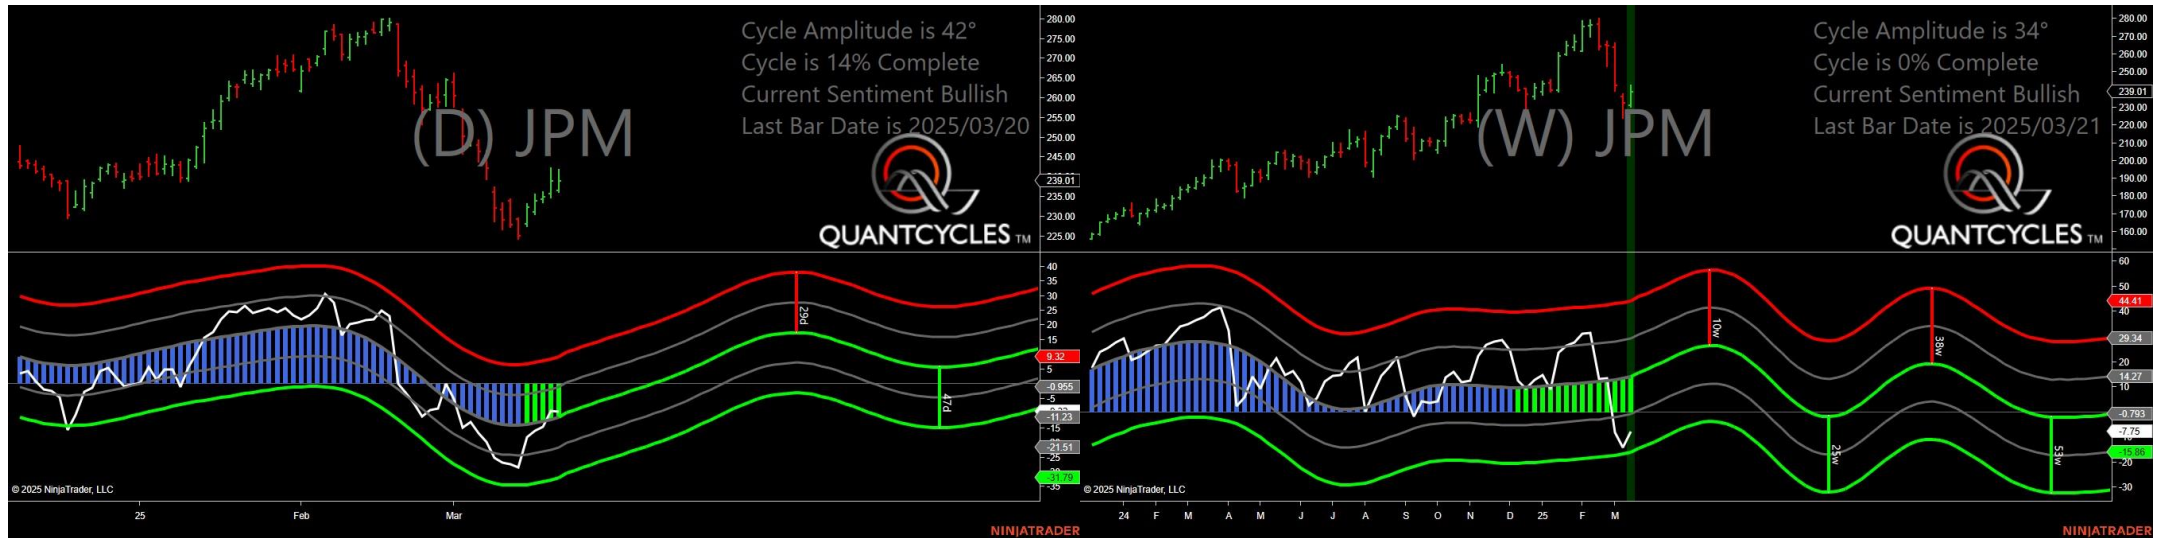 Cycle Amplitude is 42°
Cycle is 14% Complete
Current Sentiment Bullish
Last Bar Date is 2025/03/20
(D) JPM
QUANTCYCLES TM
280.00
275.00
270.00
265.00
260.00
255.00
250.00
245.00
239.01
235.00
230.00
225.00
40
35
30
25
20
15
9.32
5
-0.955
-5
-11.23
-15
-21.51
-25
-31.79
-35
29d
47d
© 2025 NinjaTrader, LLC
25
Feb
Mar
NINJATRADER
Cycle Amplitude is 34°
Cycle is 0% Complete
Current Sentiment Bullish
Last Bar Date is 2025/03/21
(W) JPM
QUANTCYCLES TM
280.00
270.00
260.00
250.00
239.01
230.00
220.00
210.00
200.00
190.00
180.00
170.00
160.00
60
50
44.41
40
29.34
20
14.27
10
-0.793
-7.75
-15.86
-20
-30
10w
38w
25w
53w
© 2025 NinjaTrader, LLC
24 F M A M J J A S O N D 25 F M
NINJATRADER